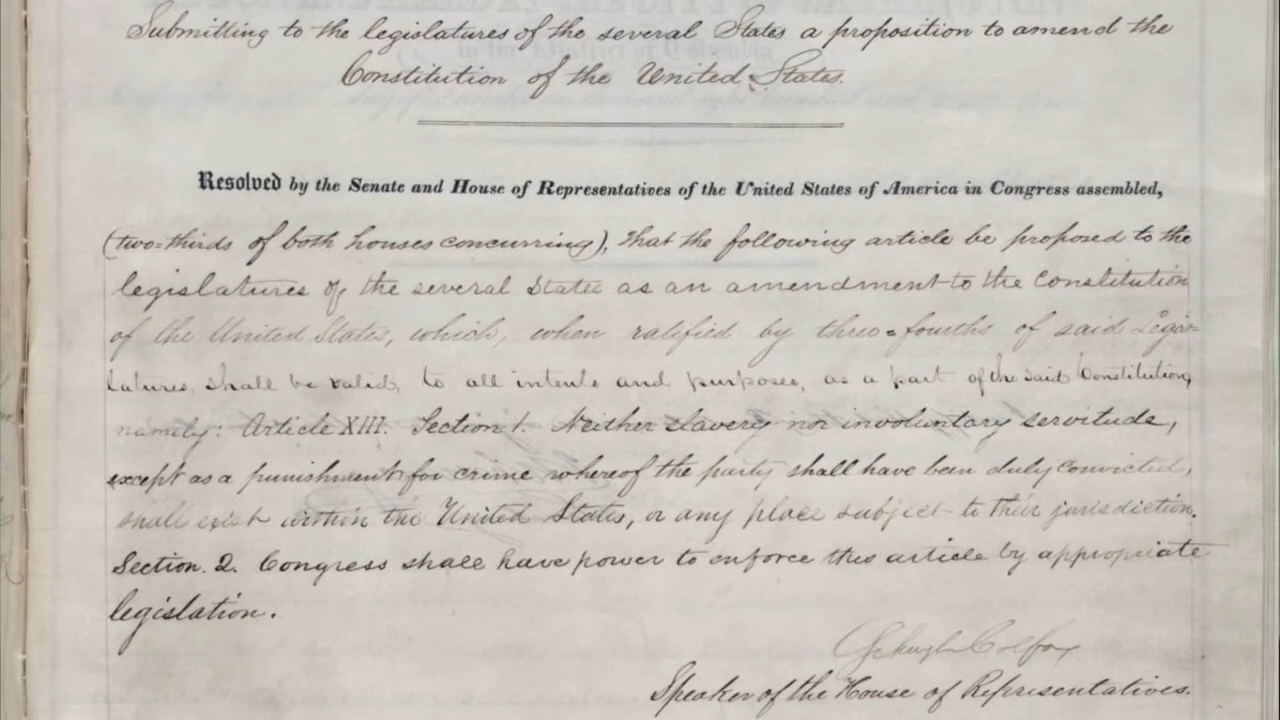 Submitting to the legislatures of the several States a proposition to amend the
Constitution of the United States.
Resolved by the Senate and House of Representatives of the United States of America in Congress assembled,
(two-thirds of both houses concurring), that the following article be proposed to the
legislatures of the several States as an amendment to the Constitution
of the United States, which, when ratified by three-fourths of said Legis-
latures, shall be valid, to all intents and purposes, as a part of the said Constitution,
namely: Article XIII. Section 1. Neither slavery nor involuntary servitude,
except as a punishment for crime whereof the party shall have been duly convicted,
shall exist within the United States, or any place subject to their jurisdiction.
Section. 2. Congress shall have power to enforce this article by appropriate
legislation.
Schuyler Colfax
Speaker of the House of Representatives.